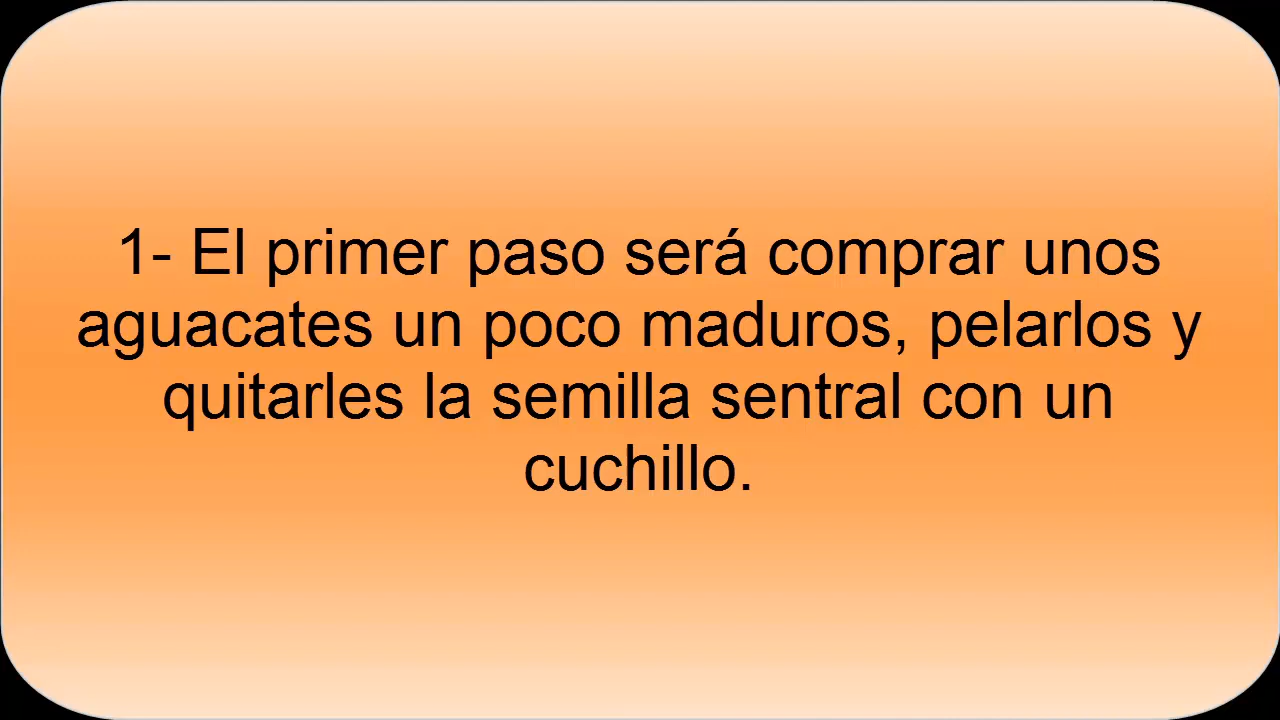 1- El primer paso será comprar unos
aguacates un poco maduros, pelarlos y
quitarles la semilla sentral con un
cuchillo.